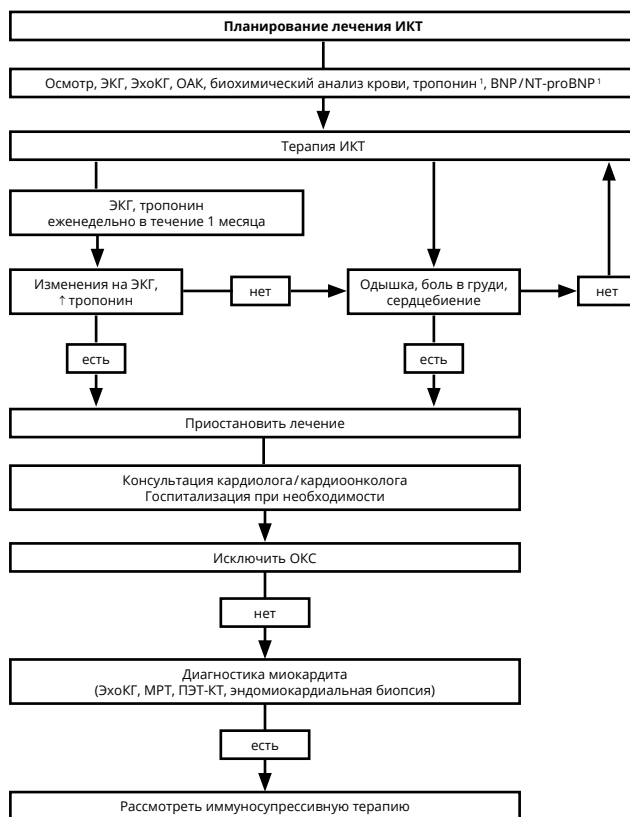 Планирование лечения ИКТ
Осмотр, ЭКГ, ЭхоКГ, ОАК, биохимический анализ крови, тропонин ¹, BNP/NT-proBNP ¹
Терапия ИКТ
ЭКГ, тропонин
еженедельно в течение 1 месяца
Изменения на ЭКГ,
↑ тропонин
нет
Одышка, боль в груди,
сердцебиение
нет
есть
есть
Приостановить лечение
Консультация кардиолога/кардиоонколога
Госпитализация при необходимости
Исключить ОКС
нет
Диагностика миокардита
(ЭхоКГ, МРТ, ПЭТ-КТ, эндомиокардиальная биопсия)
есть
Рассмотреть иммуносупрессивную терапию